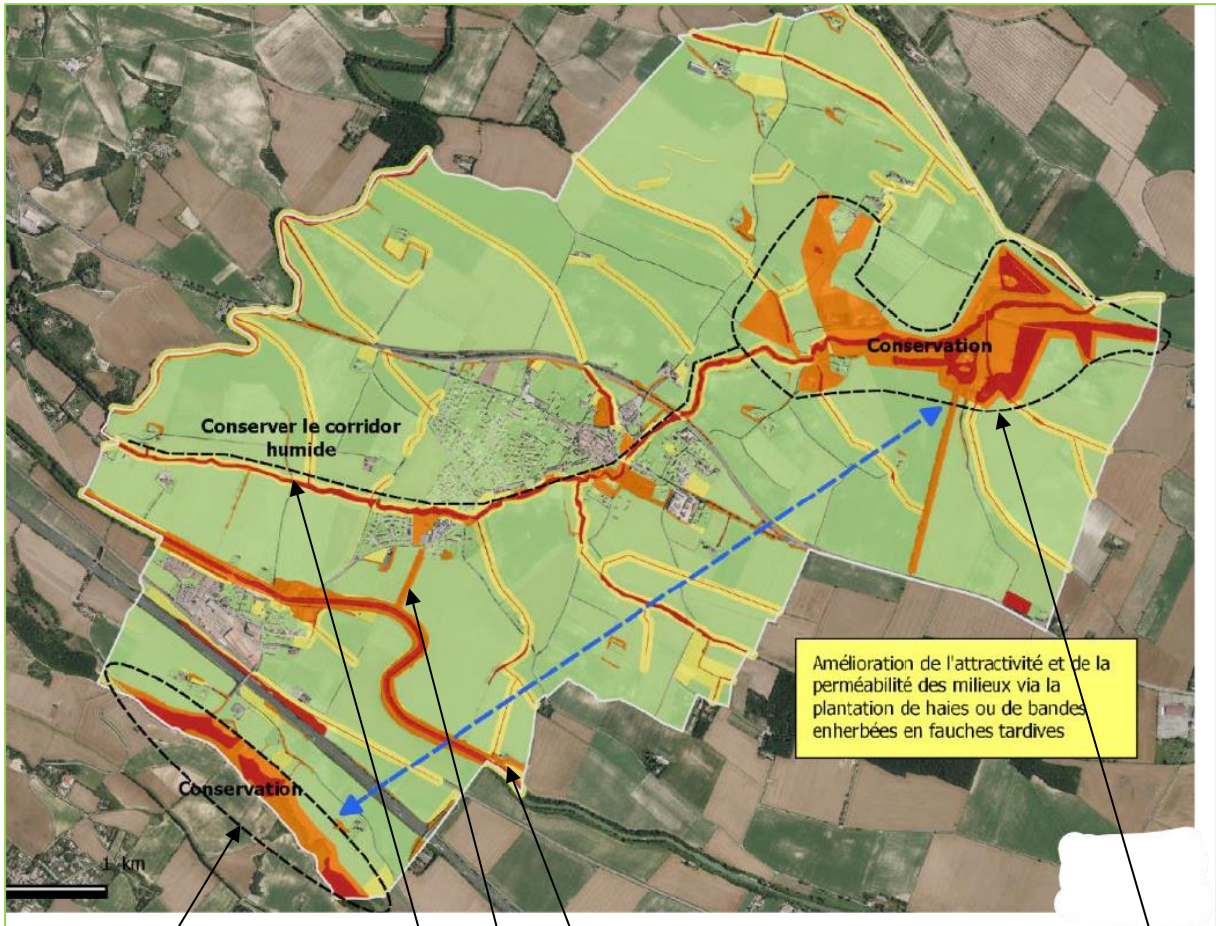 Conservation
Conserver le corridor
humide
Amélioration de l'attractivité et de la
perméabilité des milieux via la
plantation de haies ou de bandes
enherbées en fauches tardives
Conservation
1 km